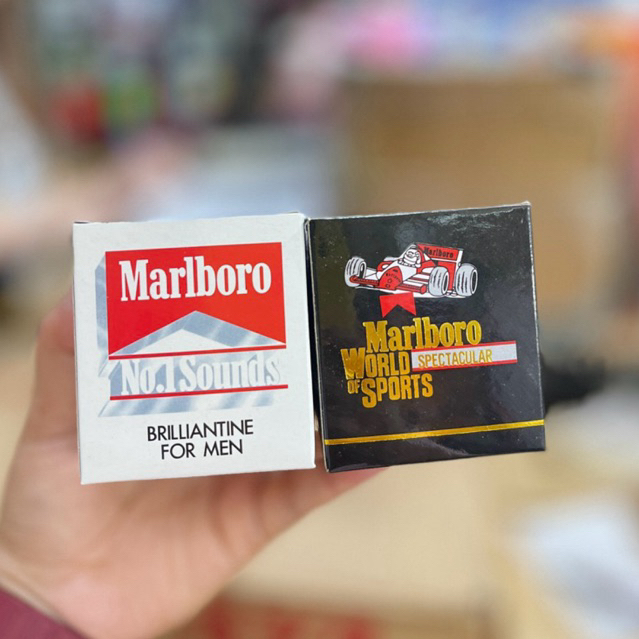 Marlboro
No.1 Sounds
BRILLIANTINE
FOR MEN
Marlboro
Marlboro
WORLD SPECTACULAR
OF SPORTS